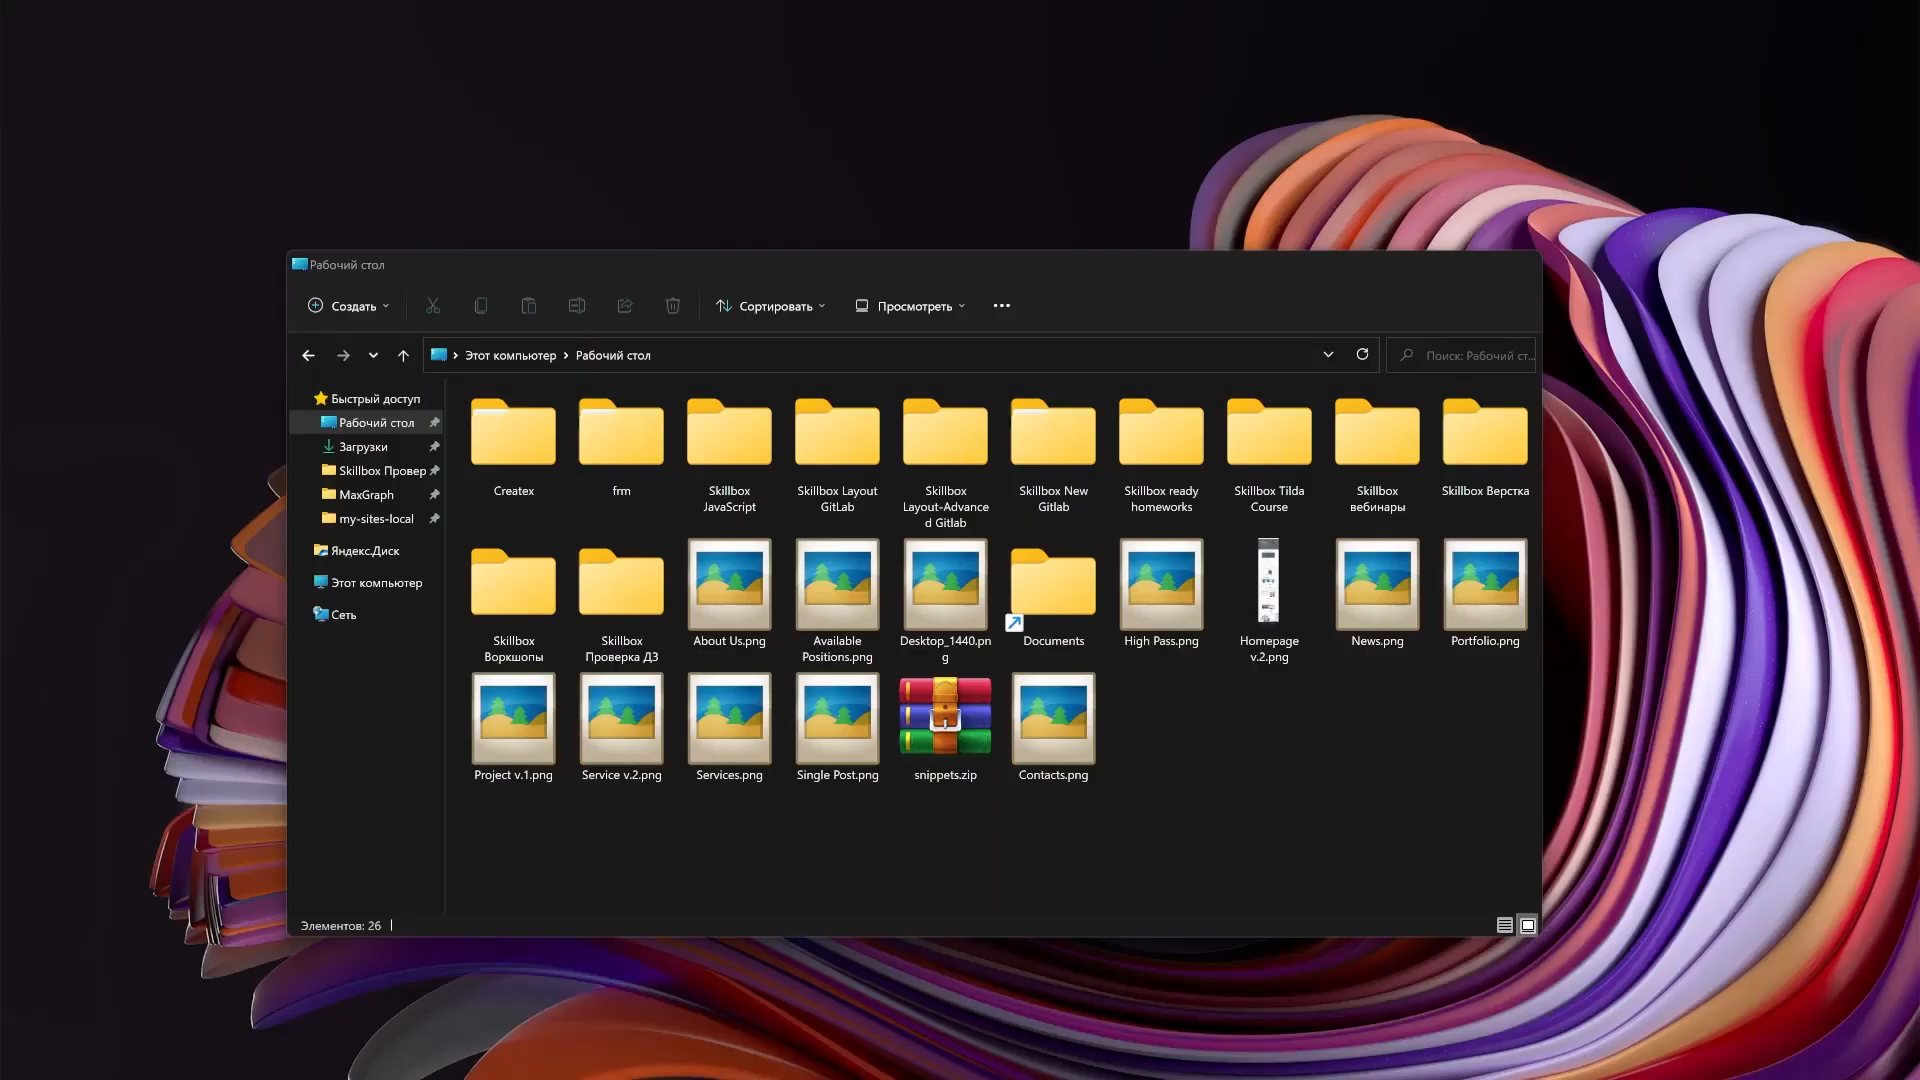 Рабочий стол
Создать
Сортировать
Просмотреть
Этот компьютер
Рабочий стол
Поиск: Рабочий ст...
Быстрый доступ
Рабочий стол
Загрузки
Skillbox Провер
MaxGraph
my-sites-local
Яндекс.Диск
Этот компьютер
Сеть
Createx
frm
Skillbox
JavaScript
Skillbox Layout
GitLab
Skillbox
Layout-Advance
d Gitlab
Skillbox New
Gitlab
Skillbox ready
homeworks
Skillbox Tilda
Course
Skillbox
вебинары
Skillbox Верстка
Skillbox
Воркшопы
Skillbox
Проверка ДЗ
About Us.png
Available
Positions.png
Desktop_1440.pn
g
Documents
High Pass.png
Homepage
v.2.png
News.png
Portfolio.png
Project v.1.png
Service v.2.png
Services.png
Single Post.png
snippets.zip
Contacts.png
Элементов: 26